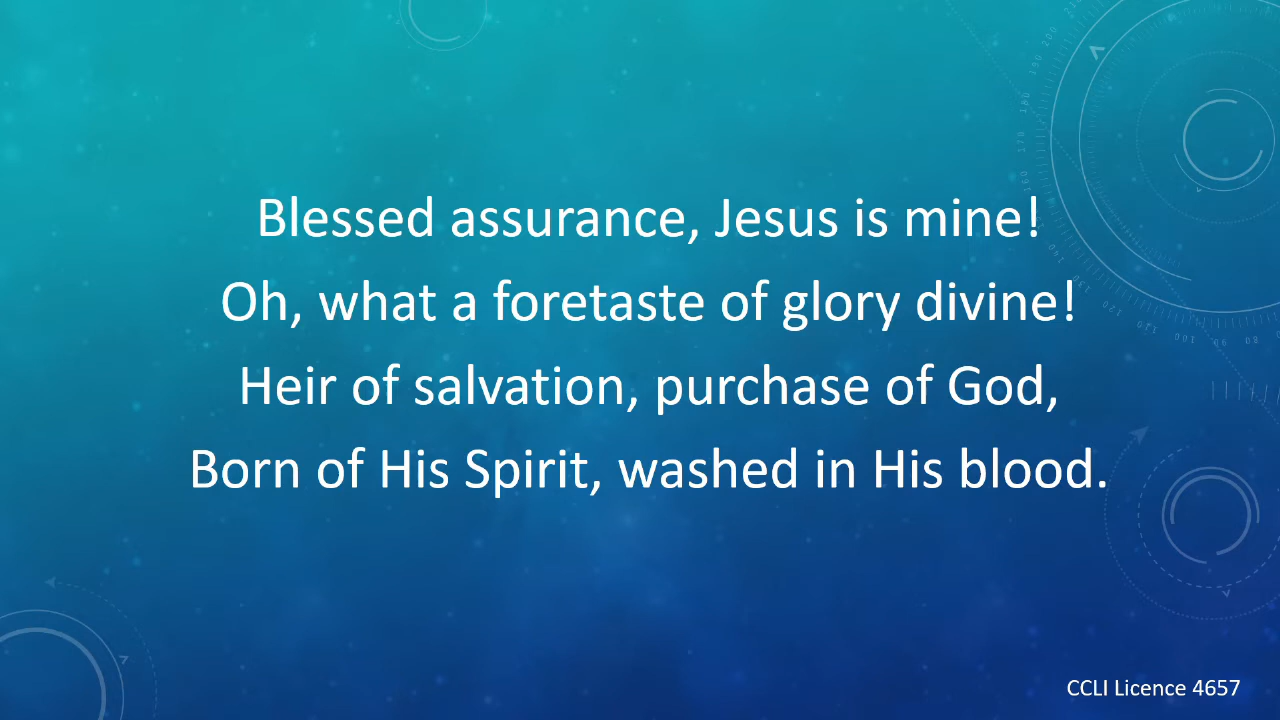 Blessed assurance, Jesus is mine!
Oh, what a foretaste of glory divine!
Heir of salvation, purchase of God,
Born of His Spirit, washed in His blood.
CCLI Licence 4657